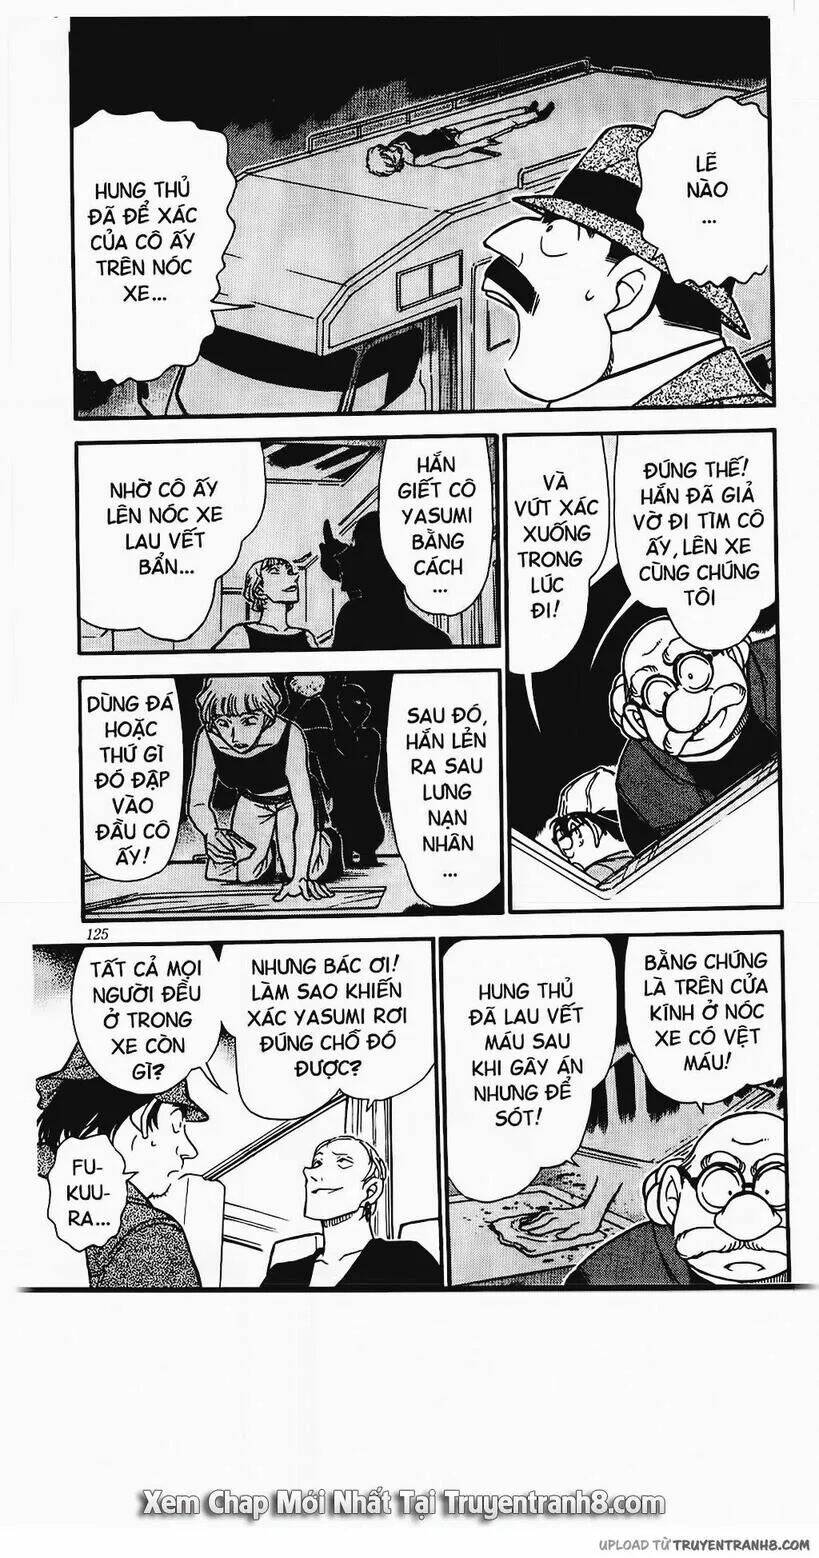 LẼ
NÀO
...
HUNG THỦ
ĐÃ ĐỂ XÁC
CỦA CÔ ẤY
TRÊN NÓC
XE...
ĐÚNG THẾ!
HẮN ĐÃ GIẢ
VỜ ĐI TÌM CÔ
ẤY, LÊN XE
CÙNG CHÚNG
TÔI
VÀ
VỨT XÁC
XUỐNG
TRONG
LÚC
ĐI!
HẮN
GIẾT CÔ
YASUMI
BẰNG
CÁCH
...
NHỜ CÔ ẤY
LÊN NÓC XE
LAU VẾT
BẨN...
SAU ĐÓ,
HẮN LẺN
RA SAU
LƯNG
NẠN
NHÂN
...
DÙNG ĐÁ
HOẶC
THỨ GÌ
ĐÓ ĐẬP
VÀO
ĐẦU CÔ
ẤY!
125
BẰNG CHỨNG
LÀ TRÊN CỬA
KÍNH Ở NÓC
XE CÓ VỆT
MÁU!
HUNG THỦ
ĐÃ LAU VẾT
MÁU SAU
KHI GÂY ÁN
NHƯNG ĐỂ
SÓT!
NHƯNG BÁC ƠI!
LÀM SAO KHIẾN
XÁC YASUMI RƠI
ĐÚNG CHỖ ĐÓ
ĐƯỢC?
TẤT CẢ MỌI
NGƯỜI ĐỀU
Ở TRONG
XE CÒN
GÌ?
FU-
KUU-
RA...
Xem Chap Mới Nhất Tại Truyentranh8.com
UPLOAD TỪ TRUYENTRANH8.COM